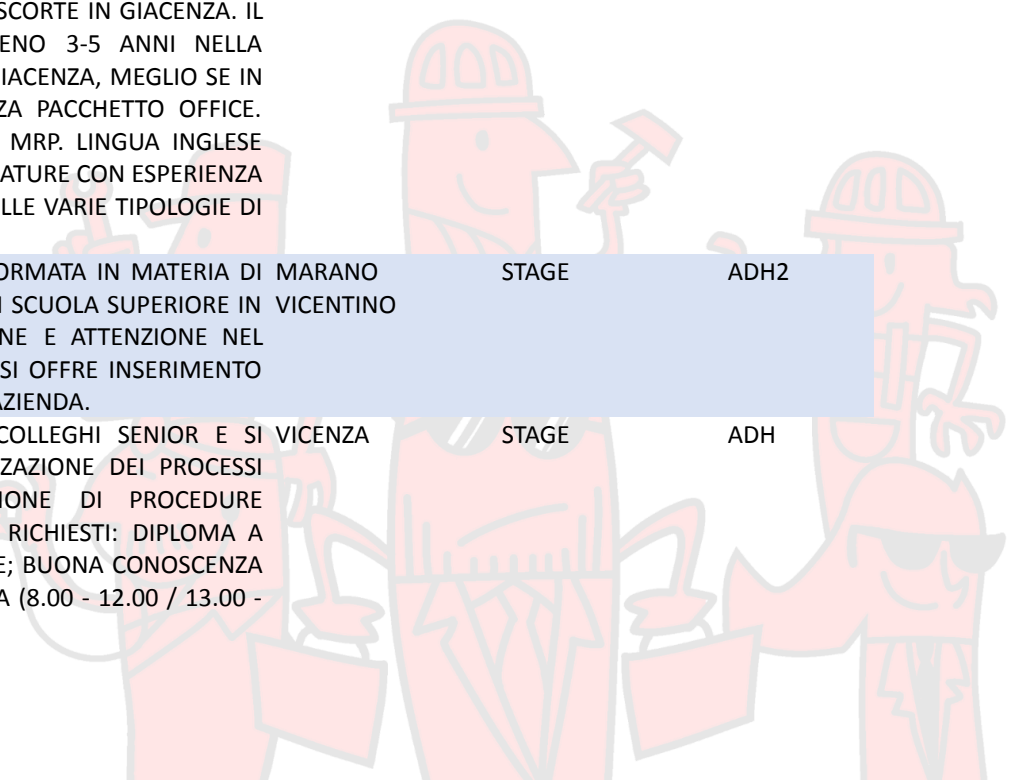 SCORTE IN GIACENZA. IL
ENO 3-5 ANNI NELLA
IACENZA, MEGLIO SE IN
ZA PACCHETTO OFFICE.
MRP. LINGUA INGLESE
ATURE CON ESPERIENZA
LLE VARIE TIPOLOGIE DI
ORMATA IN MATERIA DI MARANO STAGE ADH2
I SCUOLA SUPERIORE IN VICENTINO
NE E ATTENZIONE NEL
SI OFFRE INSERIMENTO
AZIENDA.
COLLEGHI SENIOR E SI VICENZA STAGE ADH
ZAZIONE DEI PROCESSI
IONE DI PROCEDURE
RICHIESTI: DIPLOMA A
E; BUONA CONOSCENZA
A (8.00 - 12.00 / 13.00 -